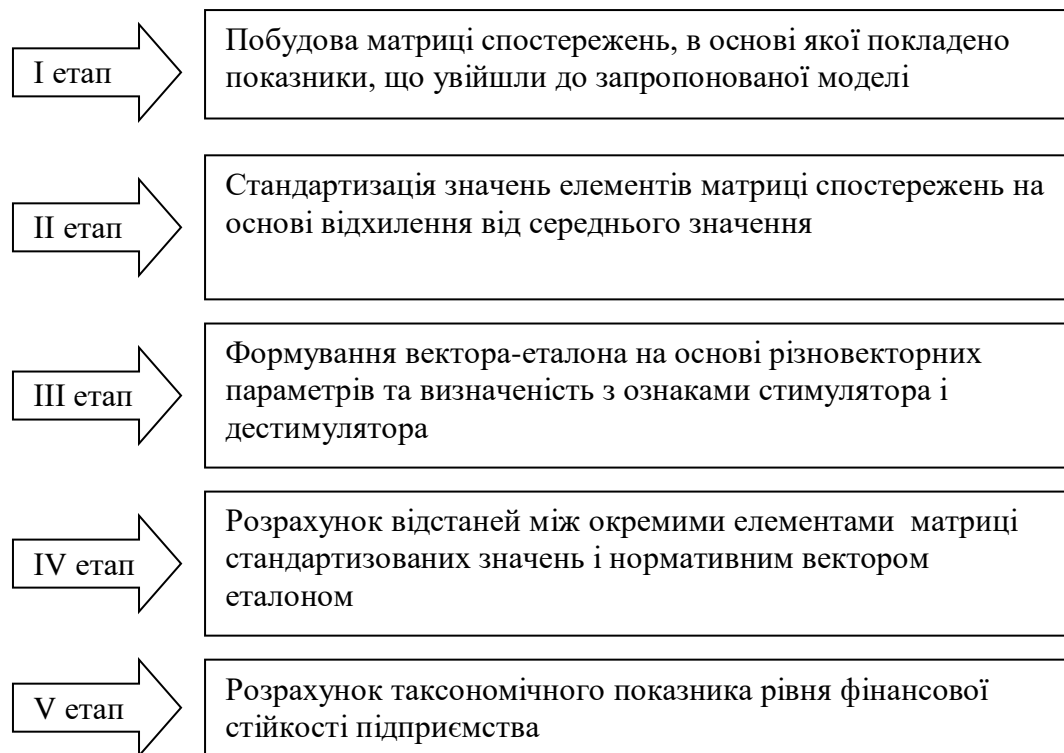 I етап
Побудова матриці спостережень, в основі якої покладено
показники, що увійшли до запропонованої моделі
II етап
Стандартизація значень елементів матриці спостережень на
основі відхилення від середнього значення
III етап
Формування вектора-еталона на основі різновекторних
параметрів та визначеність з ознаками стимулятора і
дестимулятора
IV етап
Розрахунок відстаней між окремими елементами  матриці
стандартизованих значень і нормативним вектором
еталоном
V етап
Розрахунок таксономічного показника рівня фінансової
стійкості підприємства